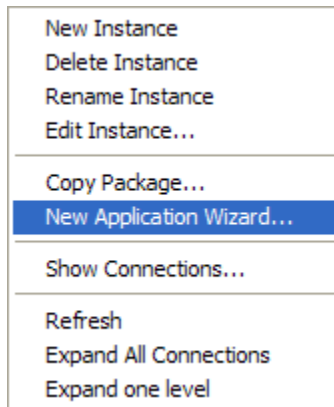 New Instance
Delete Instance
Rename Instance
Edit Instance...
Copy Package...
New Application Wizard...
Show Connections...
Refresh
Expand All Connections
Expand one level